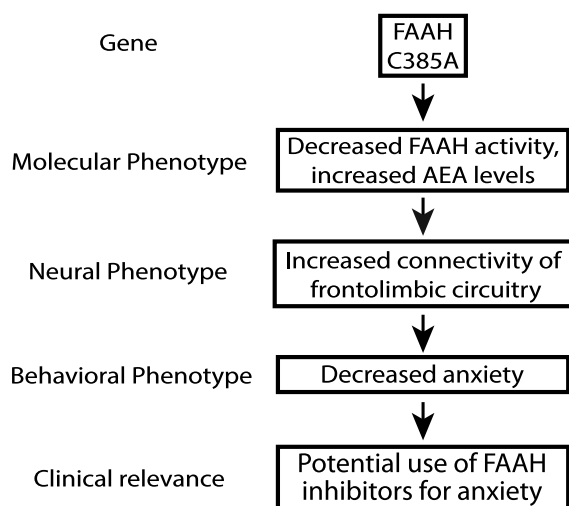 Gene
FAAH
C385A
Molecular Phenotype
Decreased FAAH activity,
increased AEA levels
Neural Phenotype
Increased connectivity of
frontolimbic circuitry
Behavioral Phenotype
Decreased anxiety
Clinical relevance
Potential use of FAAH
inhibitors for anxiety